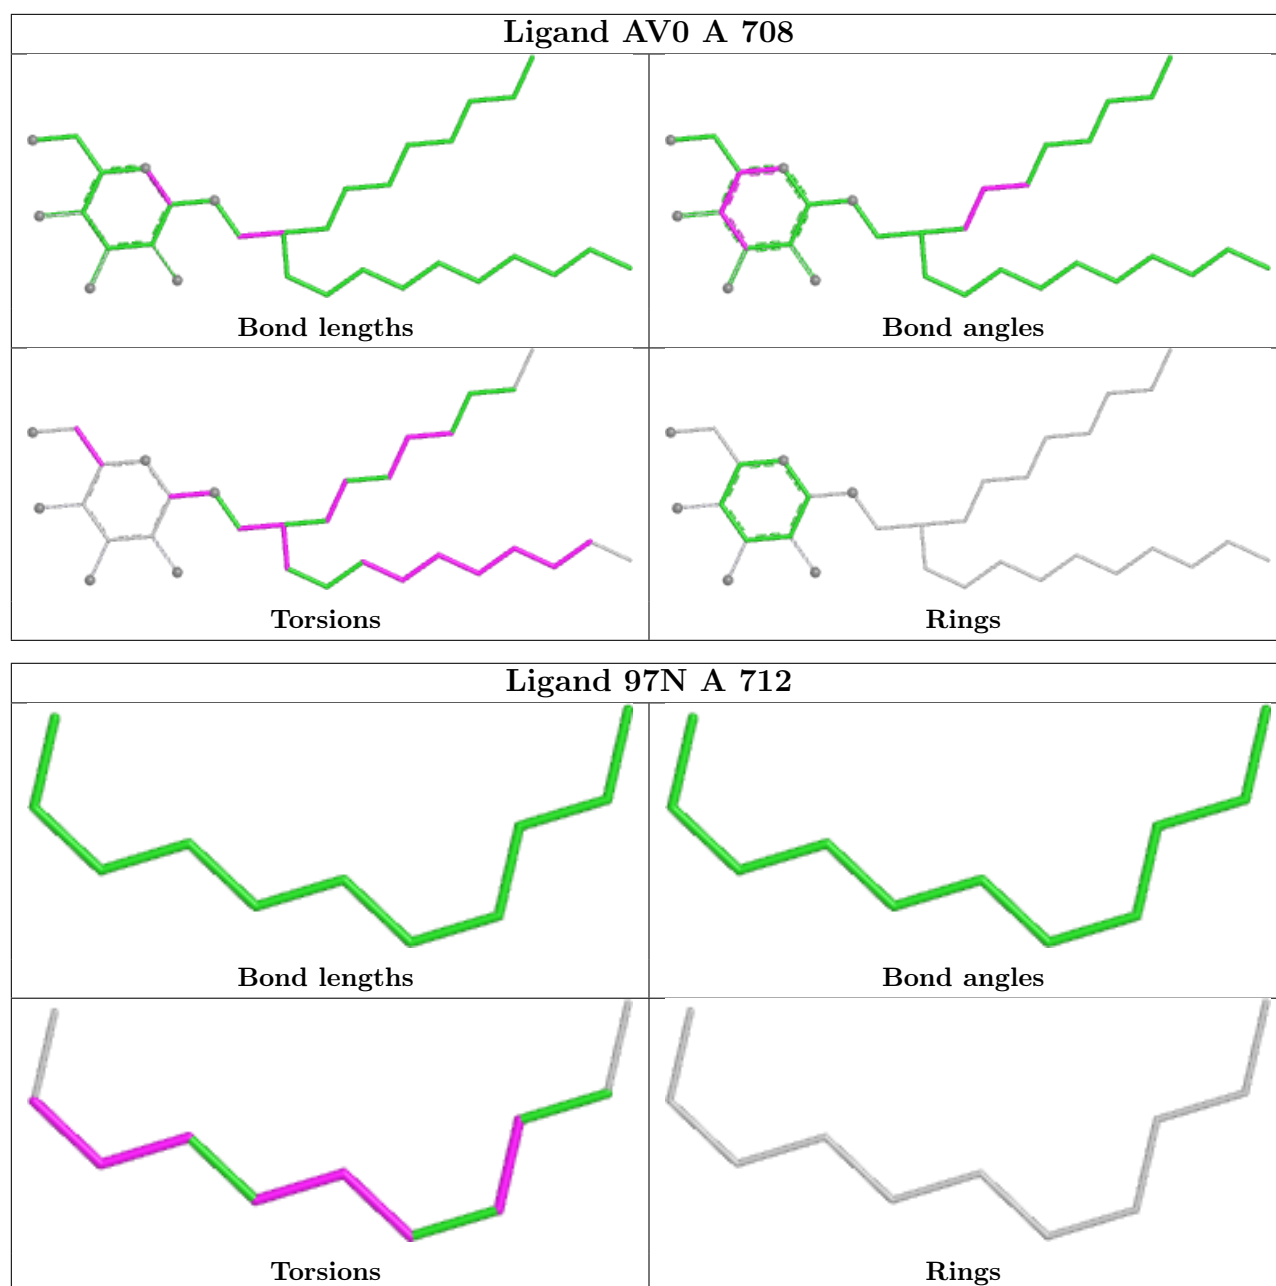 Ligand AV0 A 708
Bond lengths
Bond angles
Torsions
Rings
Ligand 97N A 712
Bond lengths
Bond angles
Torsions
Rings